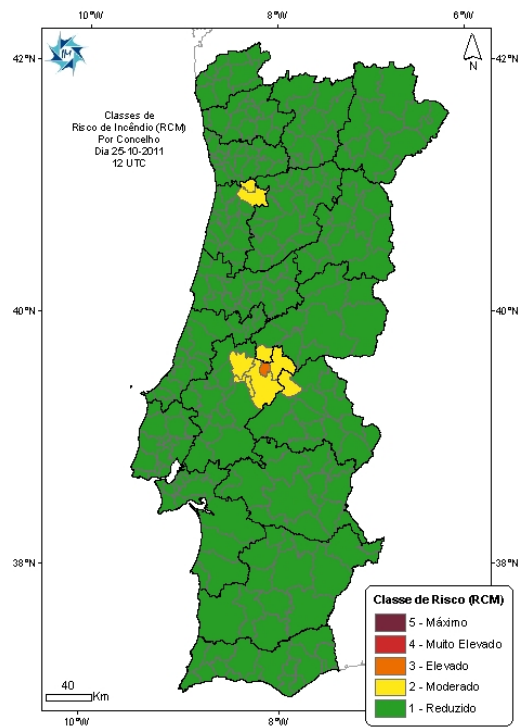 10°W
8°W
6°W
42°N
42°N
IM
N
Classes de
Risco de Incêndio (RCM)
Por Concelho
Dia 25-10-2011
12 UTC
40°N
40°N
38°N
38°N
Classe de Risco (RCM)
5 - Máximo
4 - Muito Elevado
3 - Elevado
2 - Moderado
1 - Reduzido
40
Km
10°W
8°W